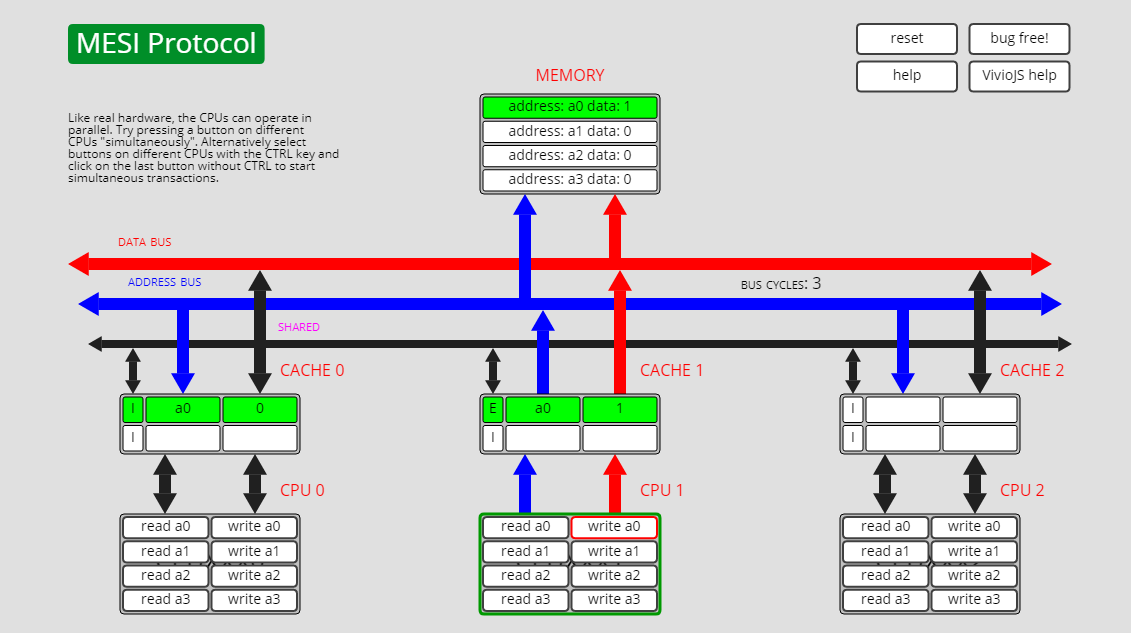 MESI Protocol
reset
bug free!
help
VivioJS help
MEMORY
address: a0 data: 1
address: a1 data: 0
address: a2 data: 0
address: a3 data: 0
Like real hardware, the CPUs can operate in
parallel. Try pressing a button on different
CPUs "simultaneously". Alternatively select
buttons on different CPUs with the CTRL key and
click on the last button without CTRL to start
simultaneous transactions.
DATA BUS
ADDRESS BUS
BUS CYCLES: 3
SHARED
CACHE 0
I a0 0
I
CACHE 1
E a0 1
I
CACHE 2
I
I
CPU 0
read a0 write a0
read a1 write a1
read a2 write a2
read a3 write a3
CPU 1
read a0 write a0
read a1 write a1
read a2 write a2
read a3 write a3
CPU 2
read a0 write a0
read a1 write a1
read a2 write a2
read a3 write a3